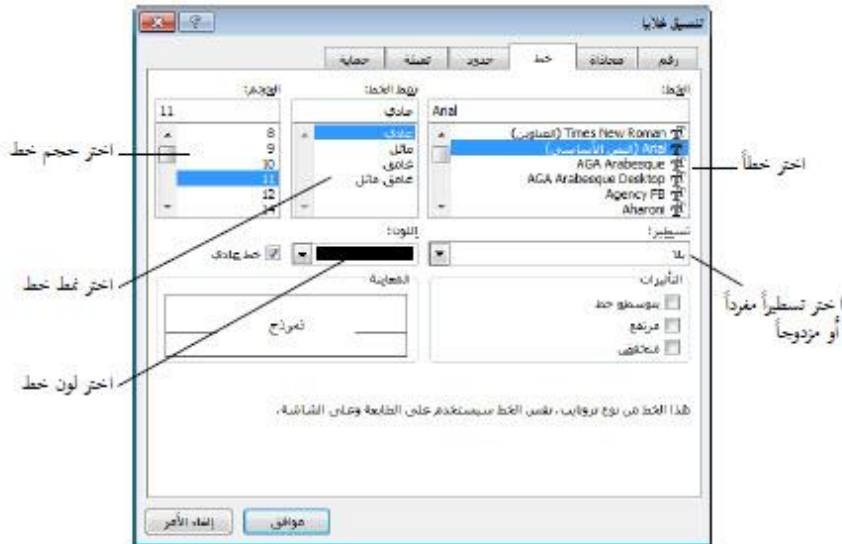 تنسيق خلايا
رقم
محاذاة
خط
حدود
تعبئة
حماية
الخط:
Arial
Times New Roman (العناوين)
Arial (النص الأساسي)
AGA Arabesque
AGA Arabesque Desktop
Agency FB
Aharoni
نمط الخط:
عادي
عادي
مائل
غامق
غامق مائل
الحجم:
11
8
9
10
11
12
14
اختر خطاً
اختر حجم خط
تسطير:
بلا
اللون:
خط عادي
اختر نمط خط
اختر تسطيراً مفرداً
أو مزدوجاً
التأثيرات
يتوسطه خط
مرتفع
منخفض
المعاينة
نموذج
اختر لون خط
هذا الخط من نوع تروتايب، نفس الخط سيستخدم على الطابعة وعلى الشاشة.
موافق
إلغاء الأمر